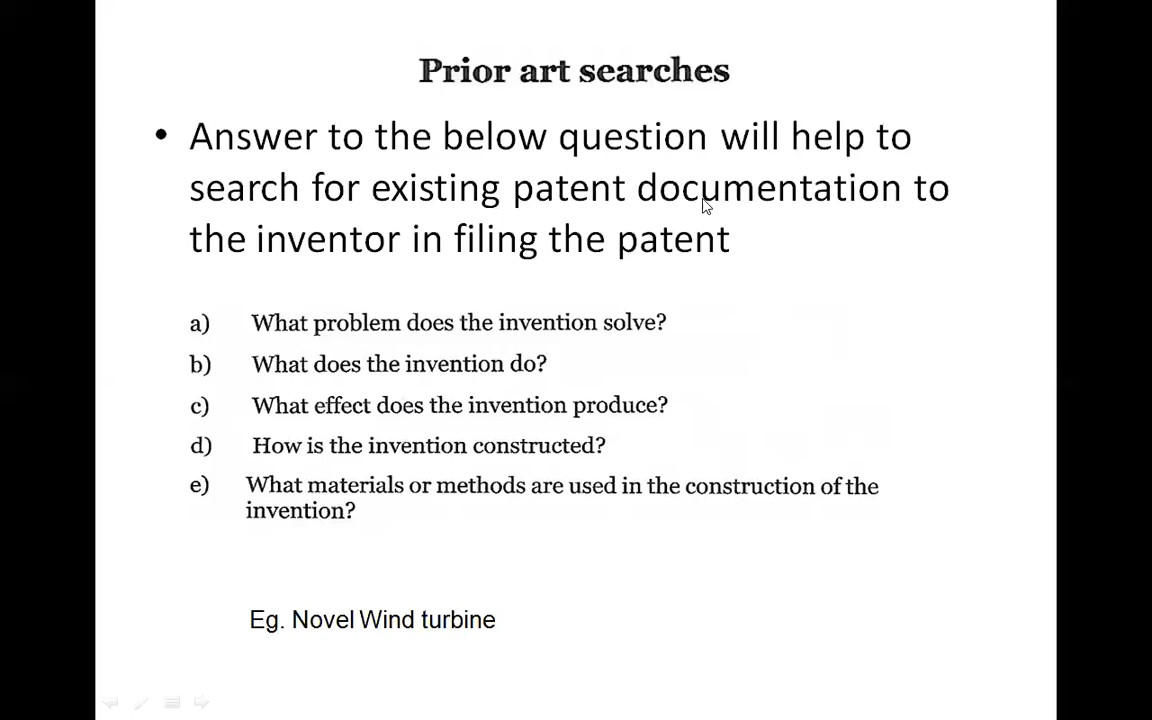 Prior art searches
• Answer to the below question will help to
search for existing patent documentation to
the inventor in filing the patent
a) What problem does the invention solve?
b) What does the invention do?
c) What effect does the invention produce?
d) How is the invention constructed?
e) What materials or methods are used in the construction of the
invention?
Eg. Novel Wind turbine